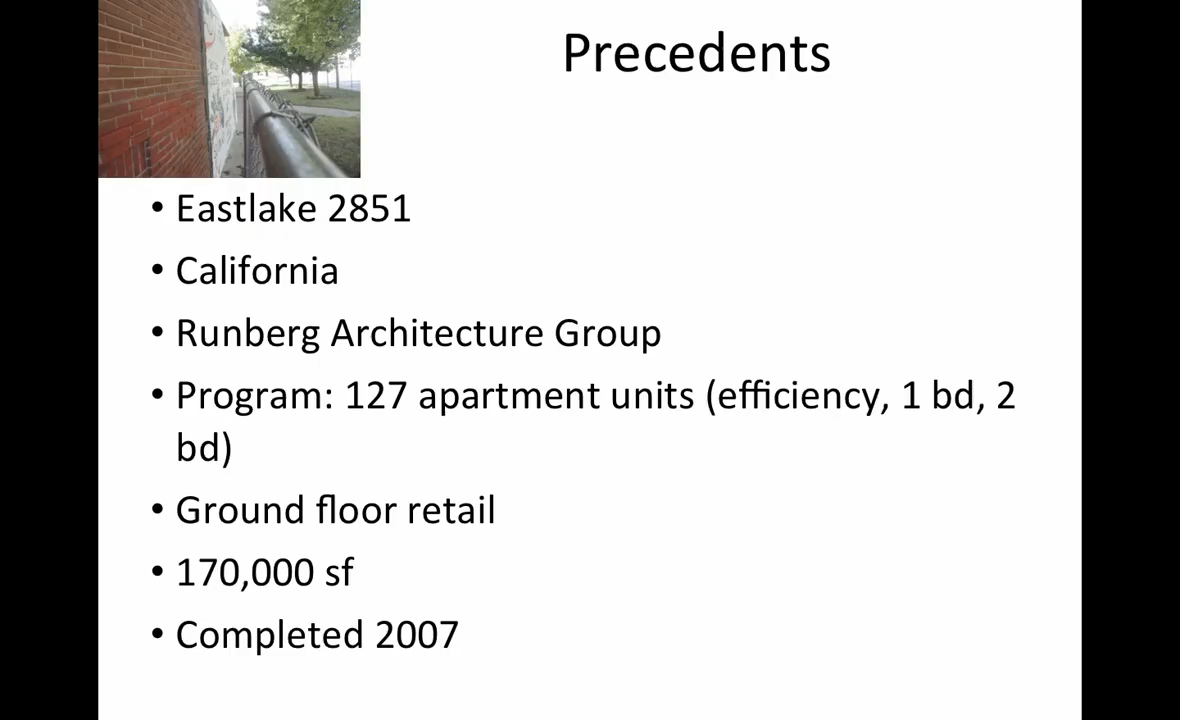 Precedents
• Eastlake 2851
• California
• Runberg Architecture Group
• Program: 127 apartment units (efficiency, 1 bd, 2
bd)
• Ground floor retail
• 170,000 sf
• Completed 2007